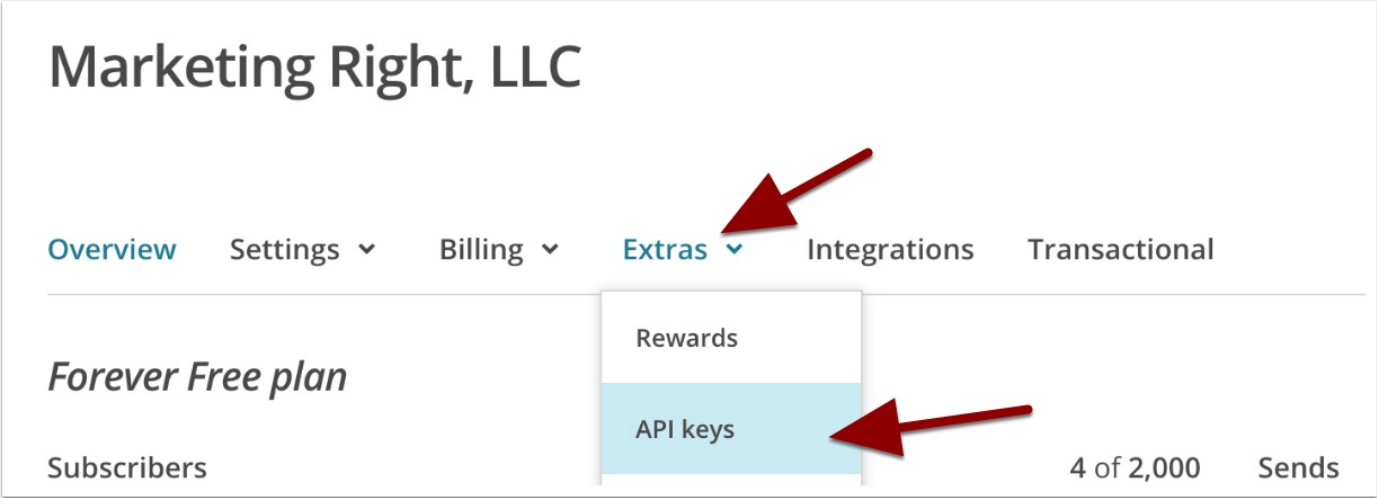 Marketing Right, LLC
Overview Settings Billing Extras Integrations Transactional
Rewards
Forever Free plan
API keys
Subscribers 4 of 2,000 Sends